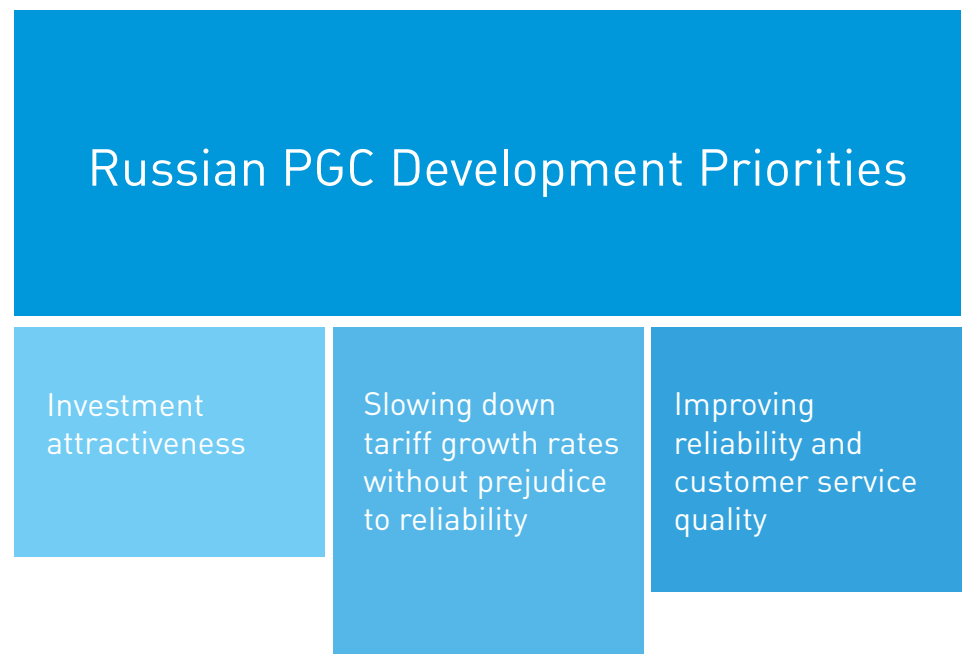 Russian PGC Development Priorities
Investment
attractiveness
Slowing down
tariff growth rates
without prejudice
to reliability
Improving
reliability and
customer service
quality